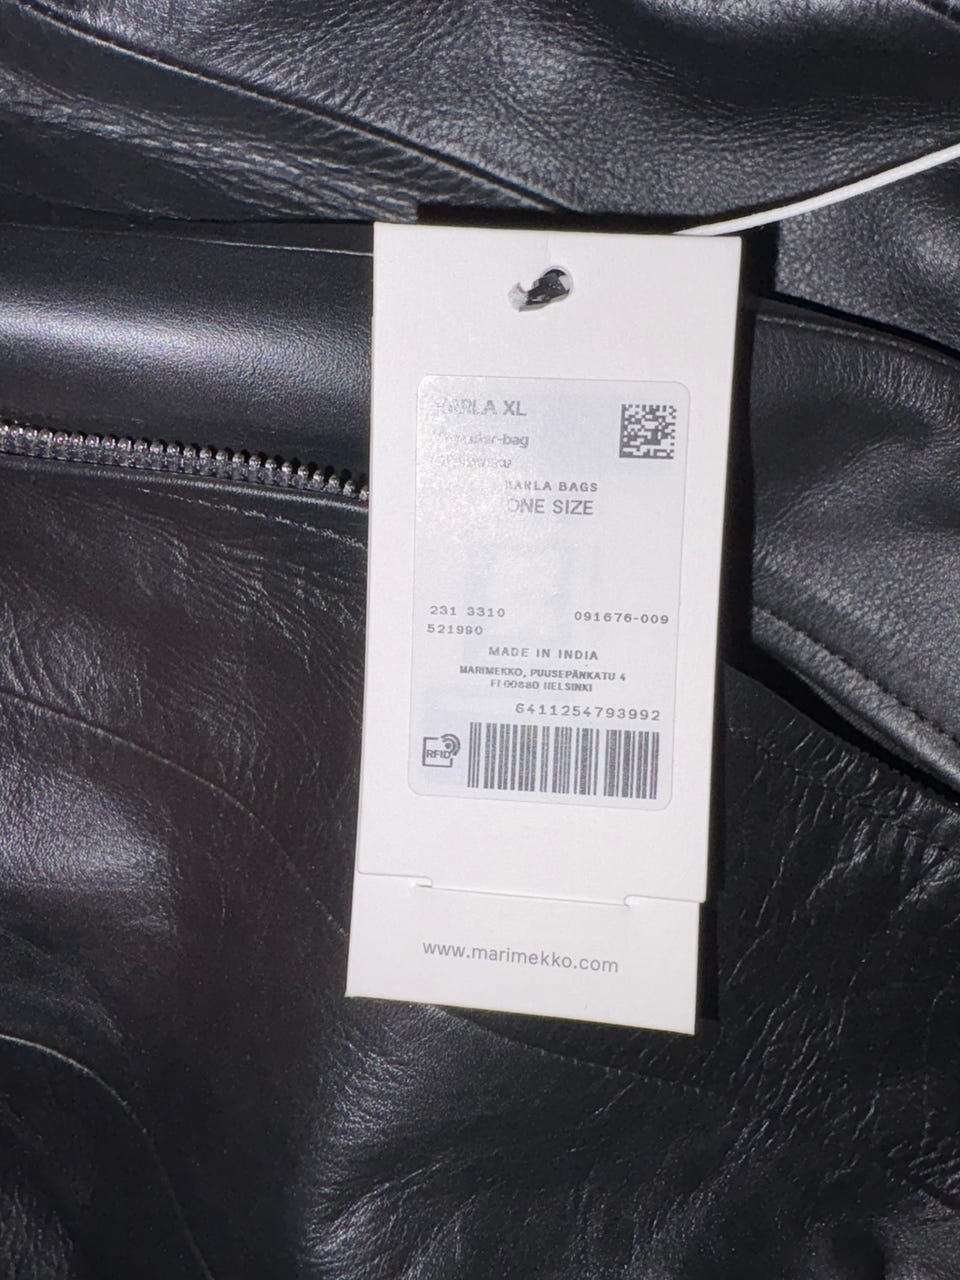 KARLA XL
KARLA BAGS
ONE SIZE
231 3310 091676-009
521990
MADE IN INDIA
MARIMEKKO, PUUSEPÄNKATU 4
FI 00880 HELSINKI
6411254793992
RFID
www.marimekko.com